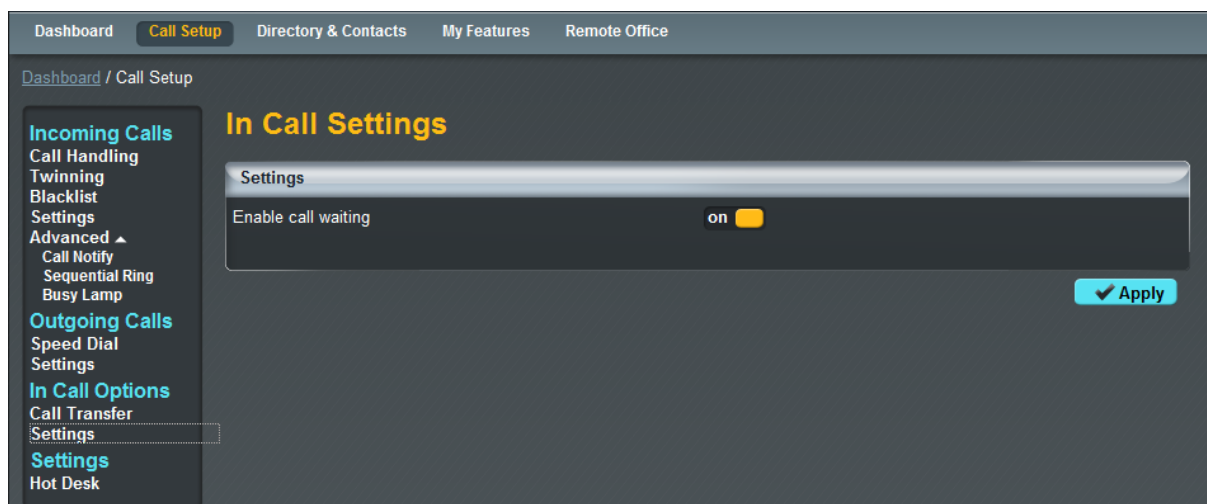 Dashboard Call Setup Directory & Contacts My Features Remote Office
Dashboard / Call Setup
Incoming Calls
Call Handling
Twinning
Blacklist
Settings
Advanced
Call Notify
Sequential Ring
Busy Lamp
Outgoing Calls
Speed Dial
Settings
In Call Options
Call Transfer
Settings
Settings
Hot Desk
In Call Settings
Settings
Enable call waiting on
Apply